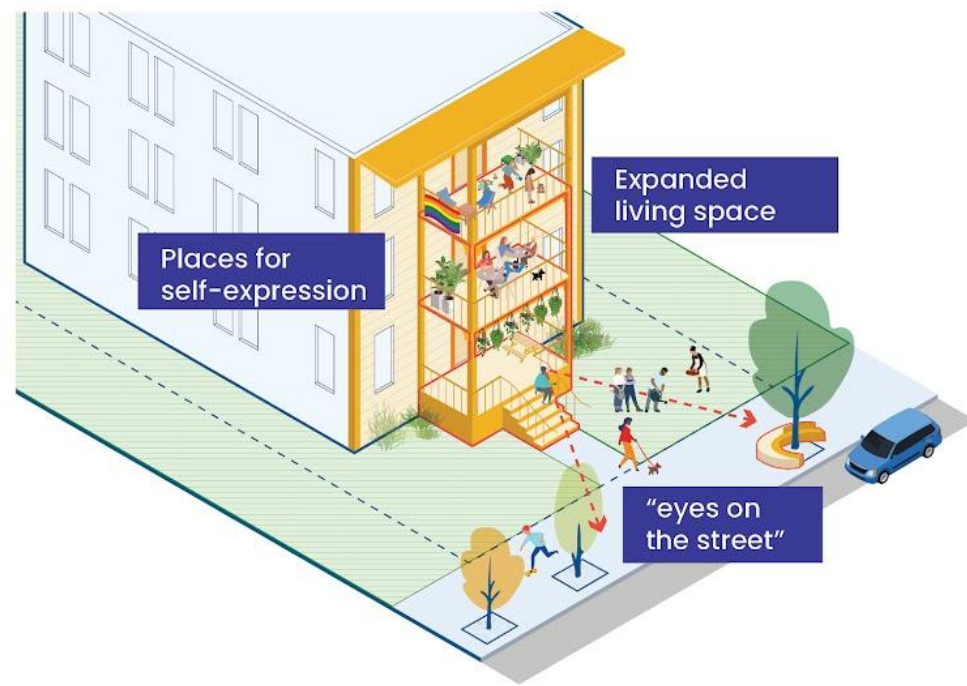 Expanded
living space
Places for
self-expression
“eyes on
the street”